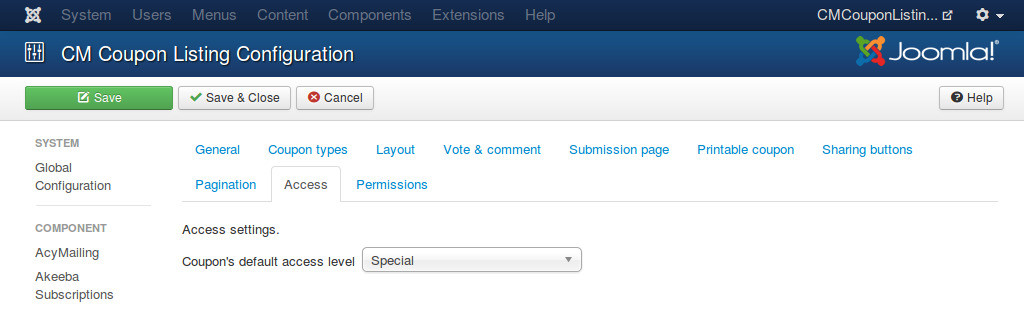 System Users Menus Content Components Extensions Help CMCouponListin...
CM Coupon Listing Configuration Joomla!®
Save Save & Close Cancel Help
SYSTEM
Global
Configuration
COMPONENT
AcyMailing
Akeeba
Subscriptions
General Coupon types Layout Vote & comment Submission page Printable coupon Sharing buttons
Pagination Access Permissions
Access settings.
Coupon's default access level Special